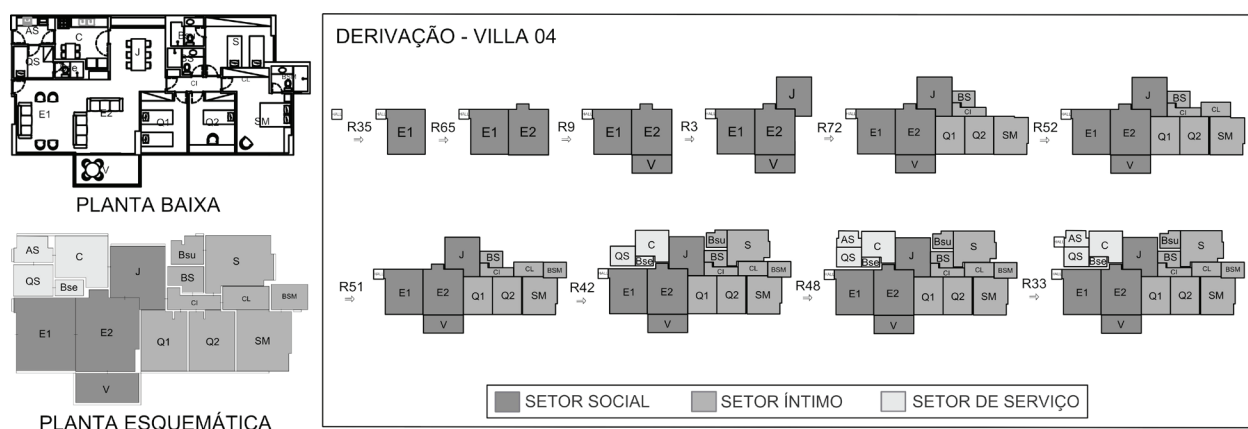 AS
C
Bs
S
J
QS
Bse
BS
CI
CL
BSM
E1
E2
Q1
Q2
SM
V
PLANTA BAIXA
AS
C
Bsu
S
J
QS
Bse
BS
CI
CL
BSM
E1
E2
Q1
Q2
SM
V
PLANTA ESQUEMÁTICA
DERIVAÇÃO - VILLA 04
R35 ⇨ E1
R65 ⇨ E1 E2
R9 ⇨ E1 E2 V
R3 ⇨ J E1 E2 V
R72 ⇨ J BS CI E1 E2 Q1 Q2 SM V
R52 ⇨ J BS CI CL E1 E2 Q1 Q2 SM V
R51 ⇨ J BS CI CL BSM E1 E2 Q1 Q2 SM V
R42 ⇨ C Bsu S J QS Bse BS CI CL BSM E1 E2 Q1 Q2 SM V
R48 ⇨ AS C Bsu S J QS Bse BS CI CL BSM E1 E2 Q1 Q2 SM V
R33 ⇨ AS C Bsu S J QS Bse BS CI CL BSM E1 E2 Q1 Q2 SM V
SETOR SOCIAL SETOR ÍNTIMO SETOR DE SERVIÇO